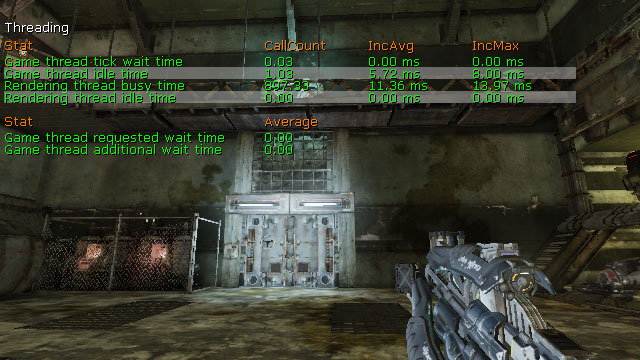 Threading
Stat CallCount IncAvg IncMax
Game thread tick wait time 0.03 0.00 ms 0.00 ms
Game thread idle time 1.03 5.72 ms 8.00 ms
Rendering thread busy time 897.33 11.36 ms 13.97 ms
Rendering thread idle time 0.00 0.00 ms 0.00 ms
Stat Average
Game thread requested wait time 0.00
Game thread additional wait time 0.00